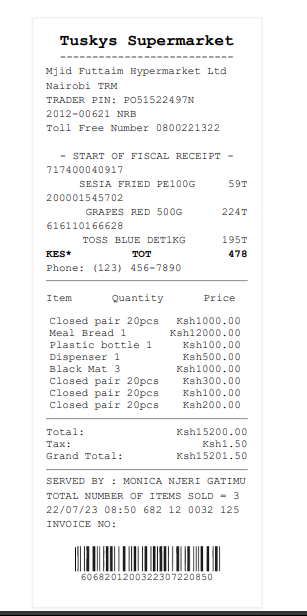 Tuskys Supermarket
---------------------------
Mjid Futtaim Hypermarket Ltd
Nairobi TRM
TRADER PIN: PO51522497N
2012-00621 NRB
Toll Free Number 0800221322
- START OF FISCAL RECEIPT -
717400040917
SESIA FRIED PE100G 59T
200001545702
GRAPES RED 500G 224T
616110166628
TOSS BLUE DET1KG 195T
KES* TOT 478
Phone: (123) 456-7890
Item Quantity Price
Closed pair 20pcs Ksh1000.00
Meal Bread 1 Ksh12000.00
Plastic bottle 1 Ksh100.00
Dispenser 1 Ksh500.00
Black Mat 3 Ksh1000.00
Closed pair 20pcs Ksh300.00
Closed pair 20pcs Ksh100.00
Closed pair 20pcs Ksh200.00
Total: Ksh15200.00
Tax: Ksh1.50
Grand Total: Ksh15201.50
SERVED BY : MONICA NJERI GATIMU
TOTAL NUMBER OF ITEMS SOLD = 3
22/07/23 08:50 682 12 0032 125
INVOICE NO:
6068201200322307220850